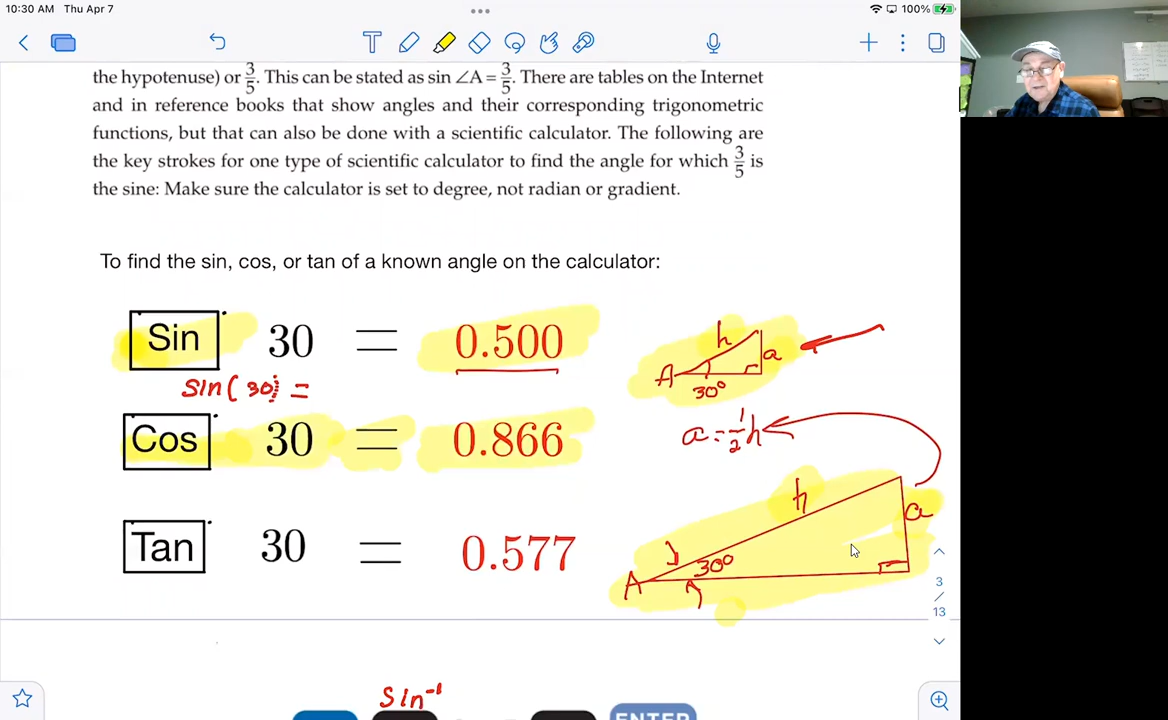 10:30 AM Thu Apr 7
100%
the hypotenuse) or 3/5. This can be stated as sin ∠A = 3/5. There are tables on the Internet
and in reference books that show angles and their corresponding trigonometric
functions, but that can also be done with a scientific calculator. The following are
the key strokes for one type of scientific calculator to find the angle for which 3/5 is
the sine: Make sure the calculator is set to degree, not radian or gradient.
To find the sin, cos, or tan of a known angle on the calculator:
Sin 30 = 0.500
sin(30) =
Cos 30 = 0.866
Tan 30 = 0.577
h
a
A
30°
a = 1/2 h
h
a
A
30°
3
/
13
sin⁻¹
ENTER